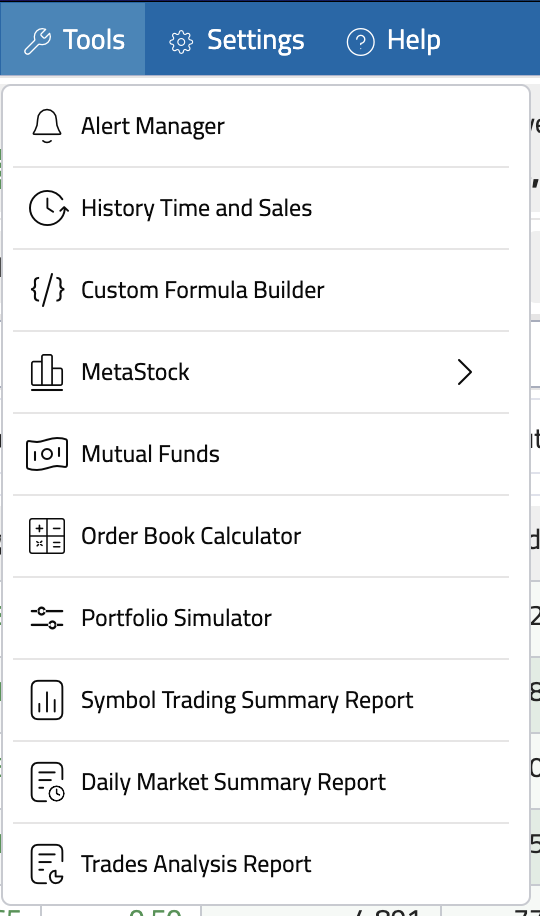 Tools Settings Help
Alert Manager
History Time and Sales
Custom Formula Builder
MetaStock
Mutual Funds
Order Book Calculator
Portfolio Simulator
Symbol Trading Summary Report
Daily Market Summary Report
Trades Analysis Report